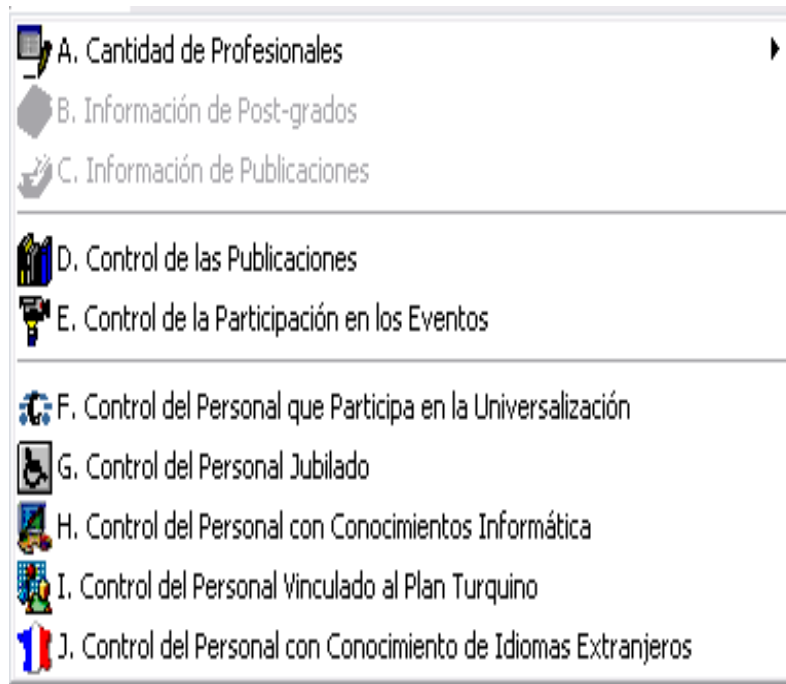 A. Cantidad de Profesionales
B. Información de Post-grados
C. Información de Publicaciones
D. Control de las Publicaciones
E. Control de la Participación en los Eventos
F. Control del Personal que Participa en la Universalización
G. Control del Personal Jubilado
H. Control del Personal con Conocimientos Informática
I. Control del Personal Vinculado al Plan Turquino
J. Control del Personal con Conocimiento de Idiomas Extranjeros